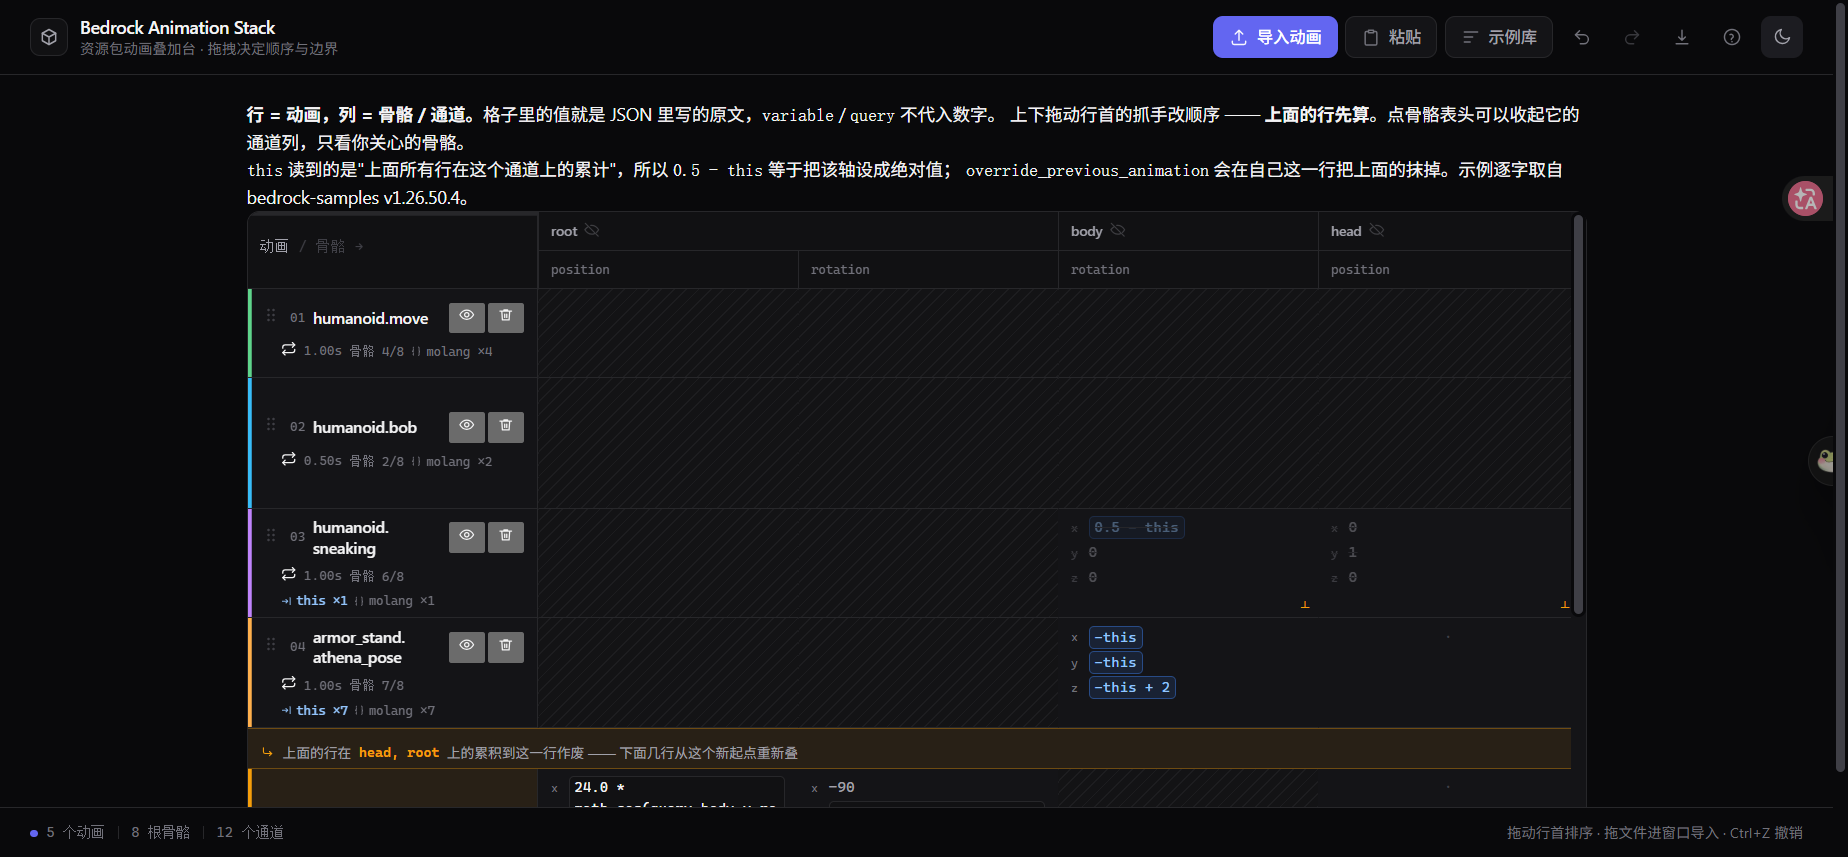 Bedrock Animation Stack
资源包动画叠加台 · 拖拽决定顺序与边界
导入动画
粘贴
示例库
行 = 动画，列 = 骨骼 / 通道。格子里的值就是 JSON 里写的原文，variable / query 不代入数字。 上下拖动行首的抓手改顺序 —— 上面的行先算。点骨骼表头可以收起它的
通道列，只看你关心的骨骼。
this 读到的是"上面所有行在这个通道上的累计"，所以 0.5 - this 等于把该轴设成绝对值； override_previous_animation 会在自己这一行把上面的抹掉。示例逐字取自
bedrock-samples v1.26.50.4。
动画 / 骨骼 →
root
body
head
position
rotation
rotation
position
01 humanoid.move
1.00s 骨骼 4/8 molang ×4
02 humanoid.bob
0.50s 骨骼 2/8 molang ×2
03 humanoid.
sneaking
1.00s 骨骼 6/8
this ×1 molang ×1
x 0.5 - this
y 0
z 0
x 0
y 1
z 0
04 armor_stand.
athena_pose
1.00s 骨骼 7/8
this ×7 molang ×7
x -this
y -this
z -this + 2
上面的行在 head, root 上的累积到这一行作废 —— 下面几行从这个新起点重新叠
x 24.0 *
x -90
5 个动画
8 根骨骼
12 个通道
拖动行首排序 · 拖文件进窗口导入 · Ctrl+Z 撤销